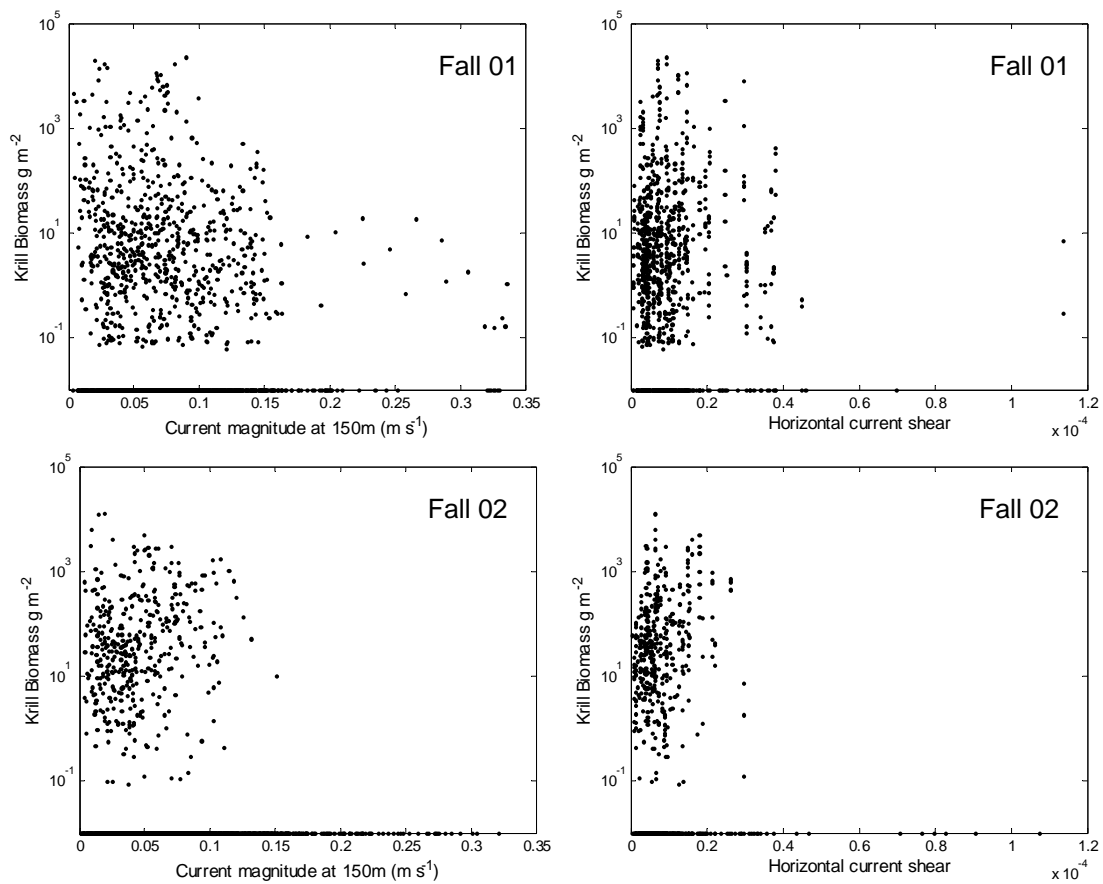 10^5
10^3
10^1
10^-1
Krill Biomass g m^-2
Fall 01
0 0.05 0.1 0.15 0.2 0.25 0.3 0.35
Current magnitude at 150m (m s^-1)
10^5
10^3
10^1
10^-1
Krill Biomass g m^-2
Fall 01
0 0.2 0.4 0.6 0.8 1 1.2
Horizontal current shear
x 10^-4
10^5
10^3
10^1
10^-1
Krill Biomass g m^-2
Fall 02
0 0.05 0.1 0.15 0.2 0.25 0.3 0.35
Current magnitude at 150m (m s^-1)
10^5
10^3
10^1
10^-1
Krill Biomass g m^-2
Fall 02
0 0.2 0.4 0.6 0.8 1 1.2
Horizontal current shear
x 10^-4